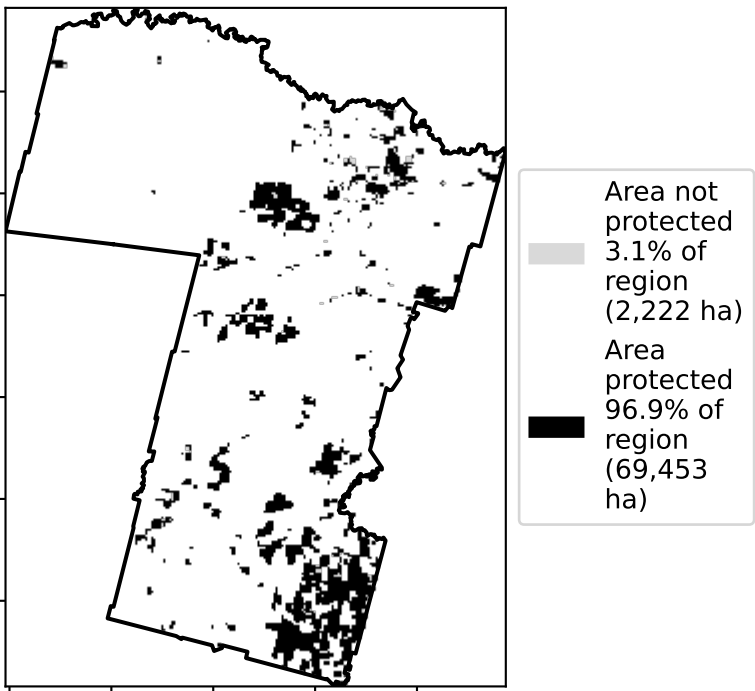 Area not
protected
3.1% of
region
(2,222 ha)
Area
protected
96.9% of
region
(69,453
ha)